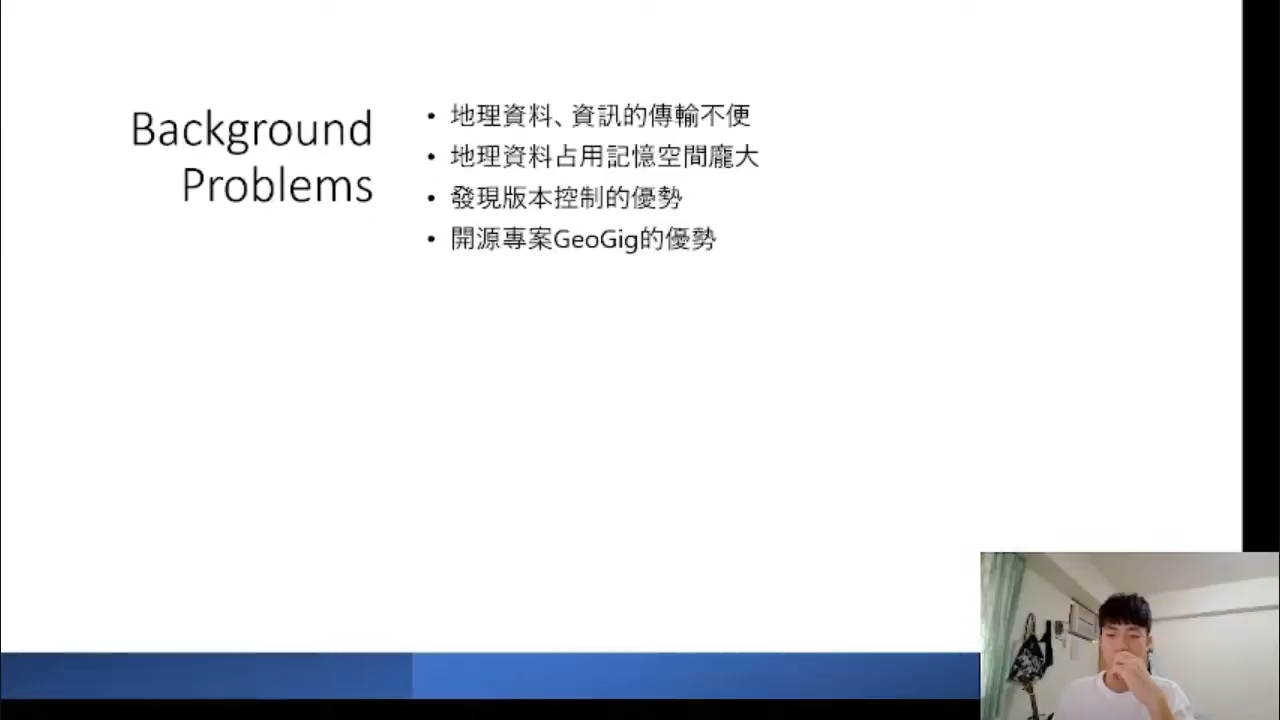 Background
Problems
• 地理資料、資訊的傳輸不便
• 地理資料占用記憶空間龐大
• 發現版本控制的優勢
• 開源專案GeoGig的優勢